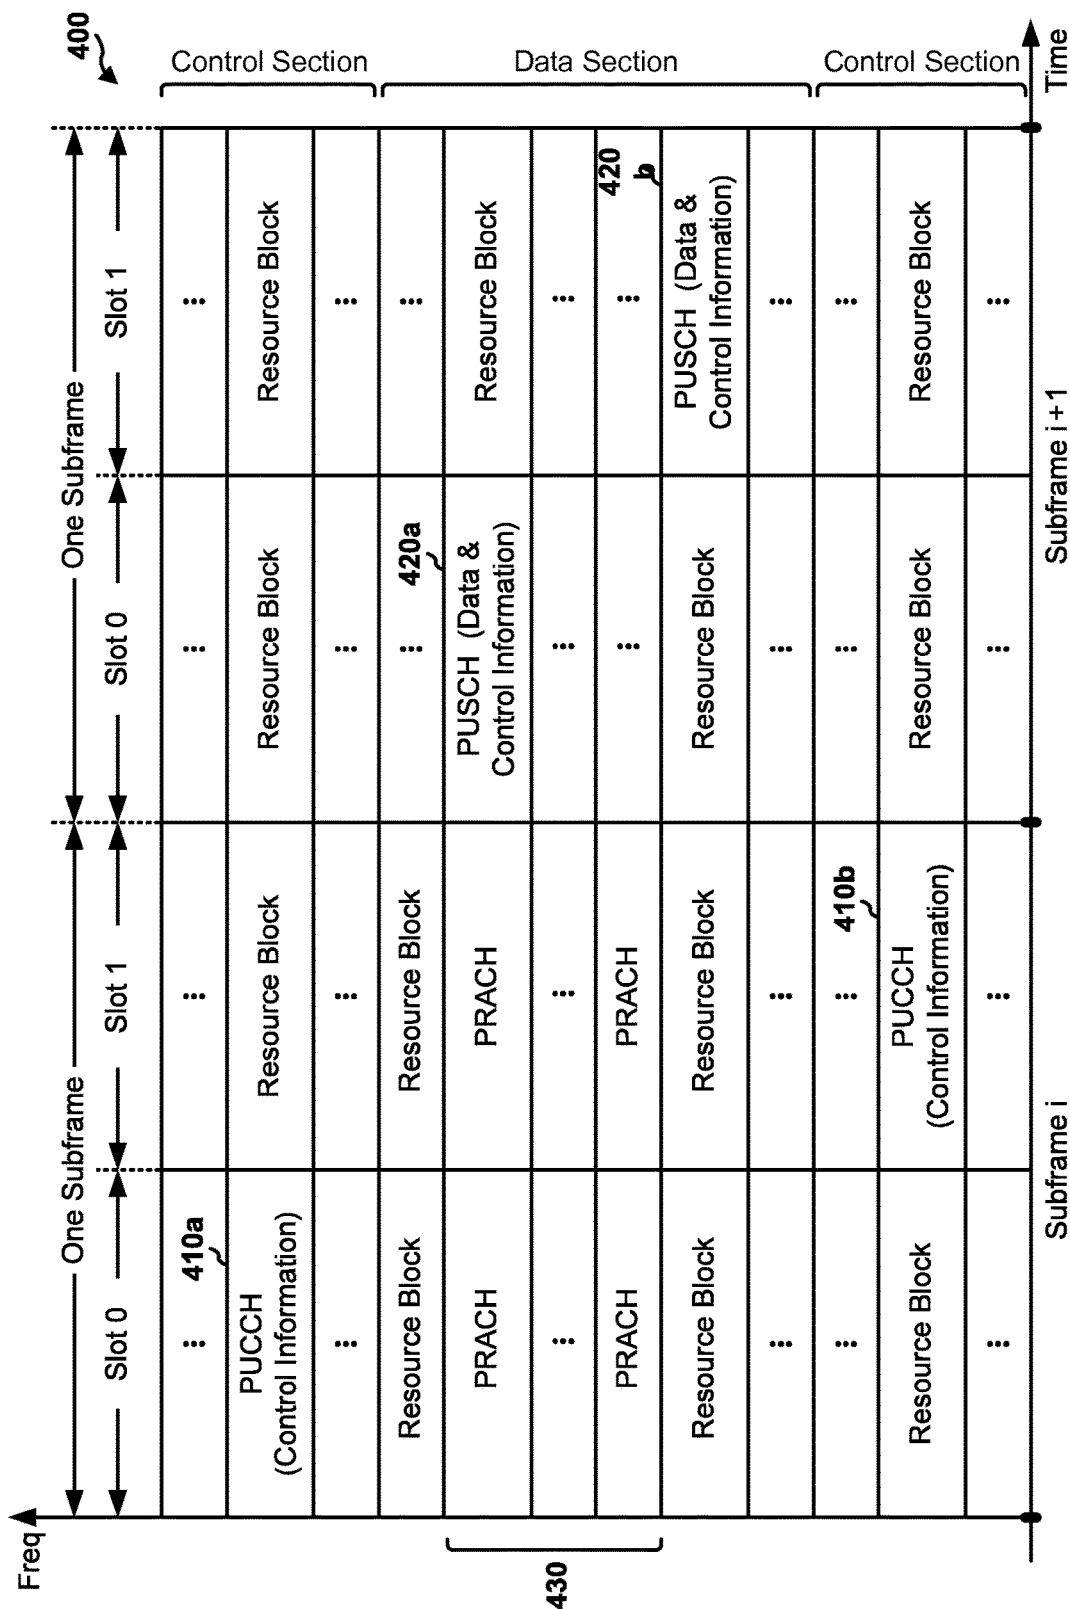 400
Freq
One Subframe
One Subframe
Slot 0
Slot 1
Slot 0
Slot 1
...
410a
...
...
...
Control Section
PUCCH
(Control Information)
Resource Block
Resource Block
Resource Block
...
...
...
...
Resource Block
Resource Block
...
420a
...
Data Section
PRACH
PRACH
PUSCH (Data &
Control Information)
Resource Block
430
...
...
...
...
PRACH
PRACH
...
...
420
b
Resource Block
Resource Block
Resource Block
PUSCH (Data &
Control Information)
...
...
...
...
...
...
410b
...
...
Control Section
Resource Block
PUCCH
(Control Information)
Resource Block
Resource Block
...
...
...
...
Subframe i
Subframe i + 1
Time